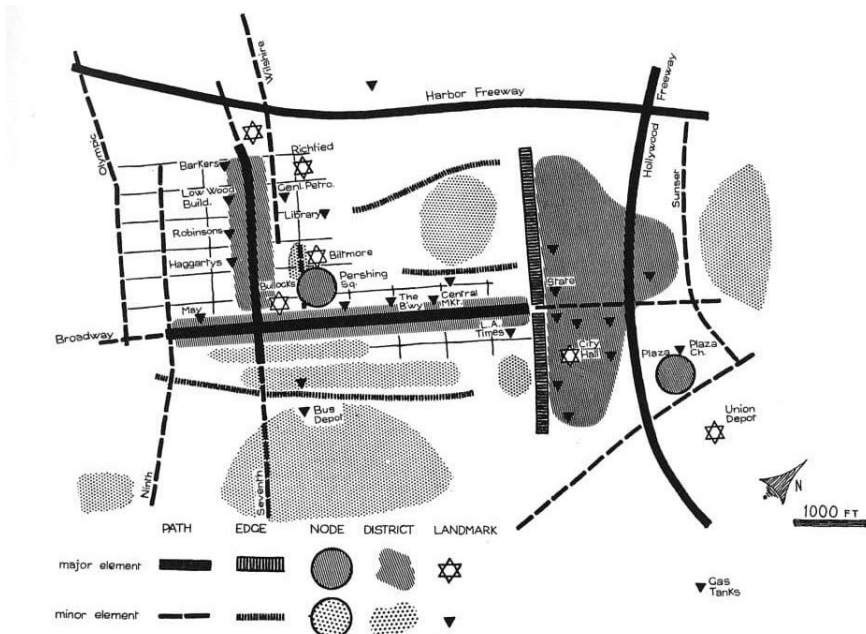 Wilshire
Harbor Freeway
Freeway
Hollywood
Olympic
Sunset
Barkers
Richfied
Low Wood
Build.
Genl. Petro.
Library
Robinsons
Biltmore
Haggartys
Bullocks
Pershing
Sq.
State
May
The
B'wy
Central
Mkt.
Broadway
L.A.
Times
City
Hall
Plaza
Plaza
Ch.
Bus
Depot
Union
Depot
Ninth
Seventh
N
1000 FT
PATH EDGE NODE DISTRICT LANDMARK
major element
minor element
Gas
Tanks